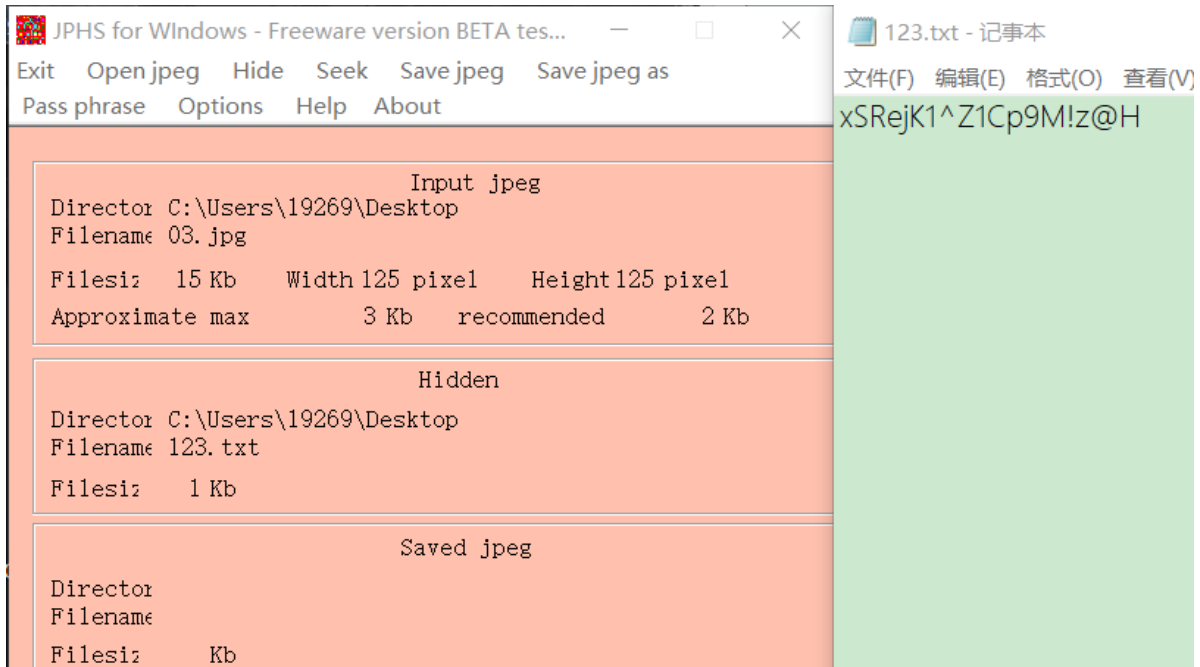 JPHS for WIndows - Freeware version BETA tes...
Exit Open jpeg Hide Seek Save jpeg Save jpeg as
Pass phrase Options Help About
Input jpeg
Director C:\Users\19269\Desktop
Filename 03.jpg
Filesiz 15 Kb Width 125 pixel Height 125 pixel
Approximate max 3 Kb recommended 2 Kb
Hidden
Director C:\Users\19269\Desktop
Filename 123.txt
Filesiz 1 Kb
Saved jpeg
Director
Filename
Filesiz Kb
123.txt - 记事本
文件(F) 编辑(E) 格式(O) 查看(V)
xSRejK1^Z1Cp9M!z@H